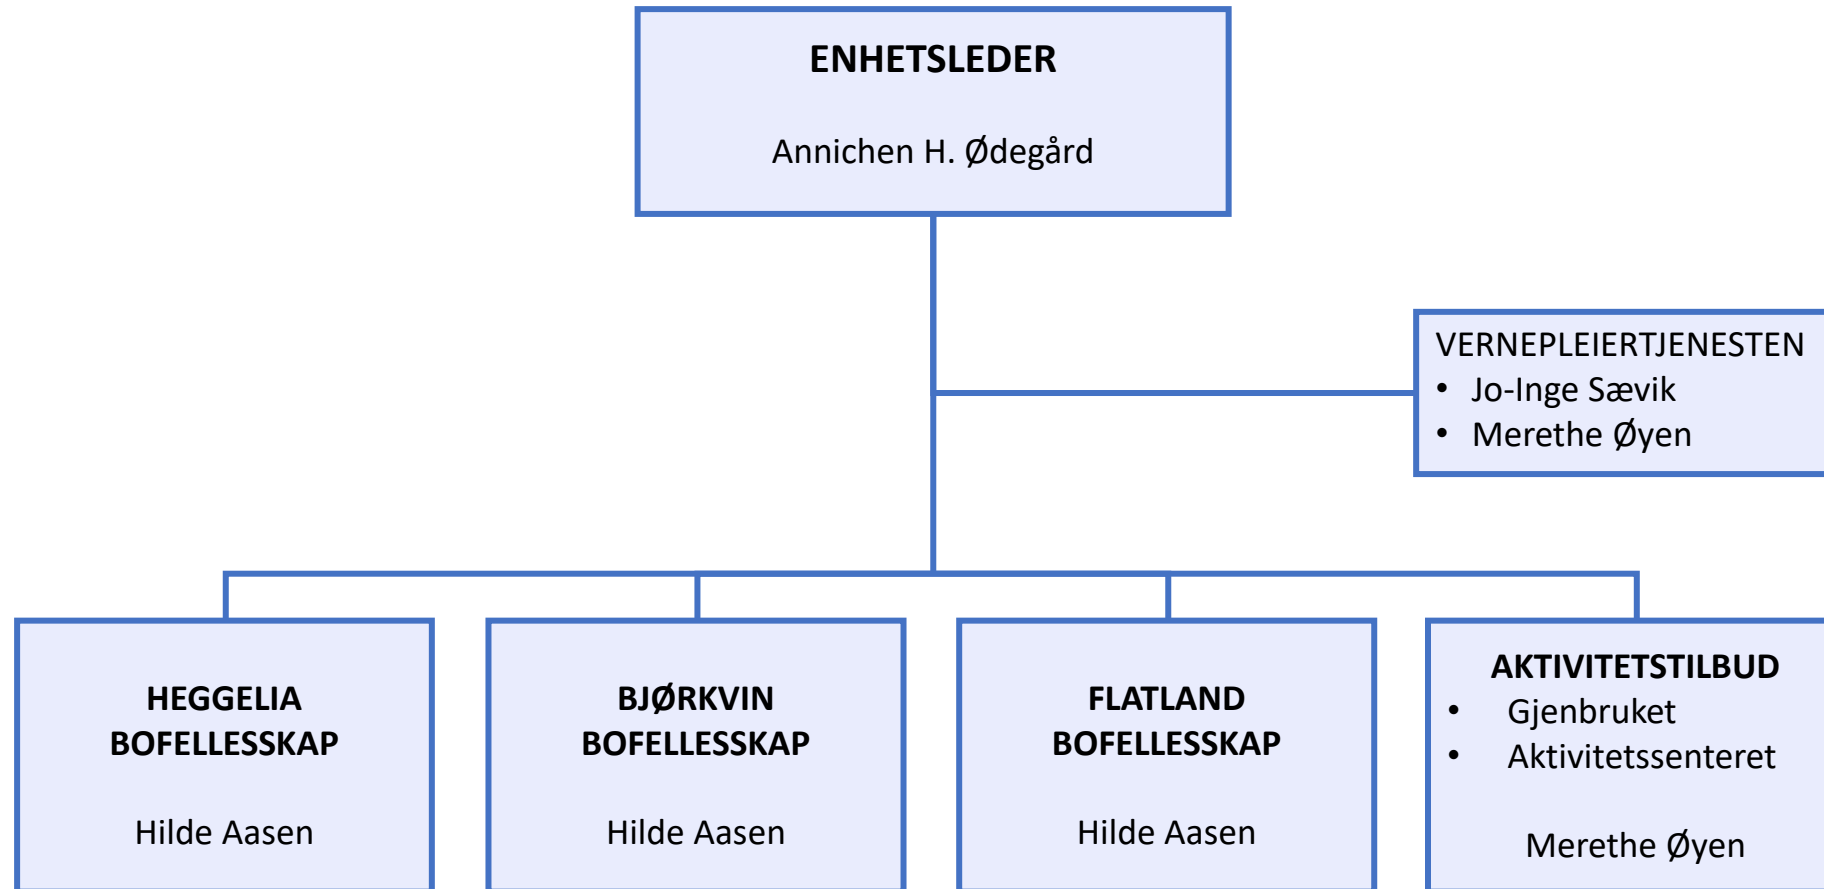 ENHETSLEDER
Annichen H. Ødegård
VERNEPLEIERTJENESTEN
• Jo-Inge Sævik
• Merethe Øyen
HEGGELIA
BOFELLESSKAP
Hilde Aasen
BJØRKVIN
BOFELLESSKAP
Hilde Aasen
FLATLAND
BOFELLESSKAP
Hilde Aasen
AKTIVITETSTILBUD
• Gjenbruket
• Aktivitetssenteret
Merethe Øyen